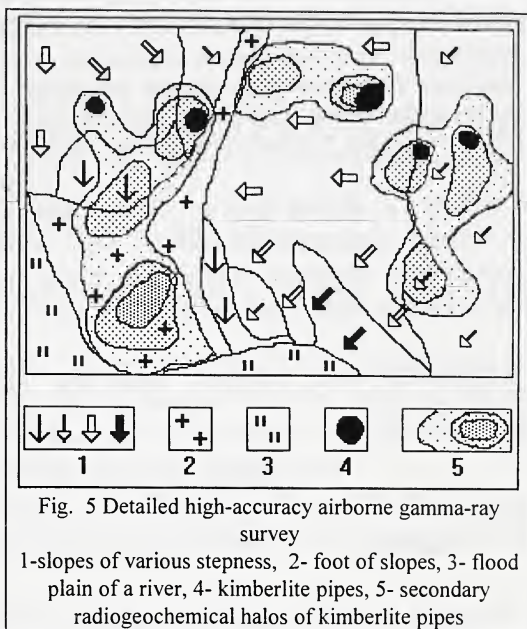 1 2 3 4 5
Fig. 5 Detailed high-accuracy airborne gamma-ray
survey
1-slopes of various stepness, 2- foot of slopes, 3- flood
plain of a river, 4- kimberlite pipes, 5- secondary
radiogeochemical halos of kimberlite pipes